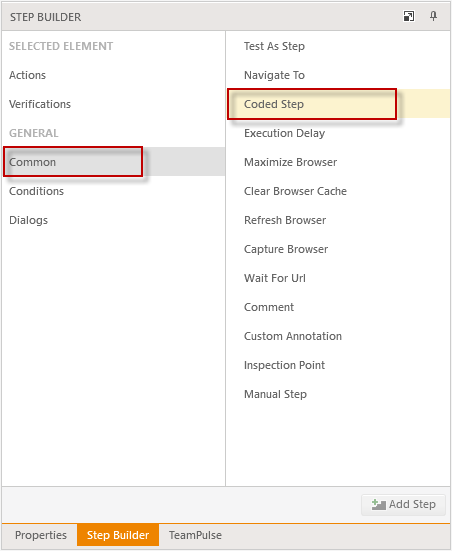 STEP BUILDER
SELECTED ELEMENT
Actions
Verifications
GENERAL
Common
Conditions
Dialogs
Test As Step
Navigate To
Coded Step
Execution Delay
Maximize Browser
Clear Browser Cache
Refresh Browser
Capture Browser
Wait For Url
Comment
Custom Annotation
Inspection Point
Manual Step
Add Step
Properties Step Builder TeamPulse